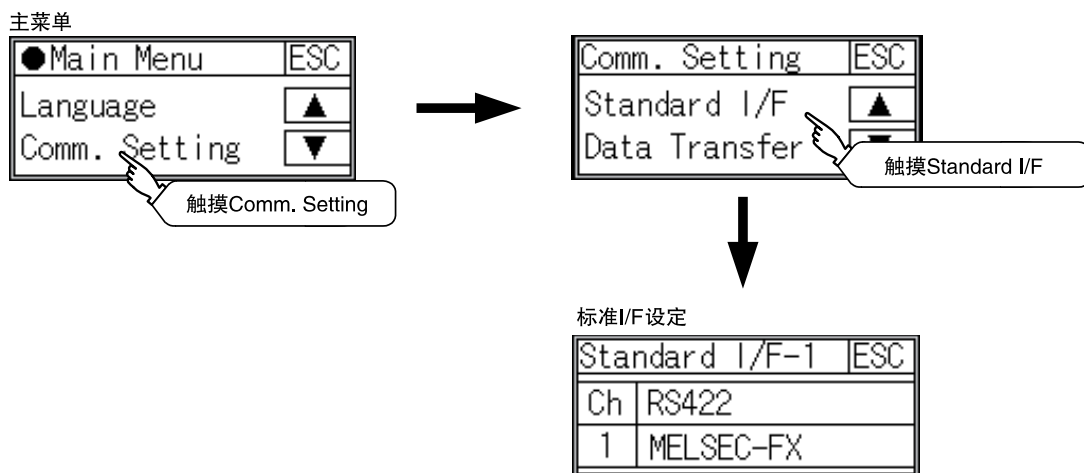 主菜单
●Main Menu ESC
Language ▲
Comm. Setting ▼
触摸Comm. Setting
Comm. Setting ESC
Standard I/F ▲
Data Transfer ▼
触摸Standard I/F
标准I/F设定
Standard I/F-1 ESC
Ch RS422
1 MELSEC-FX